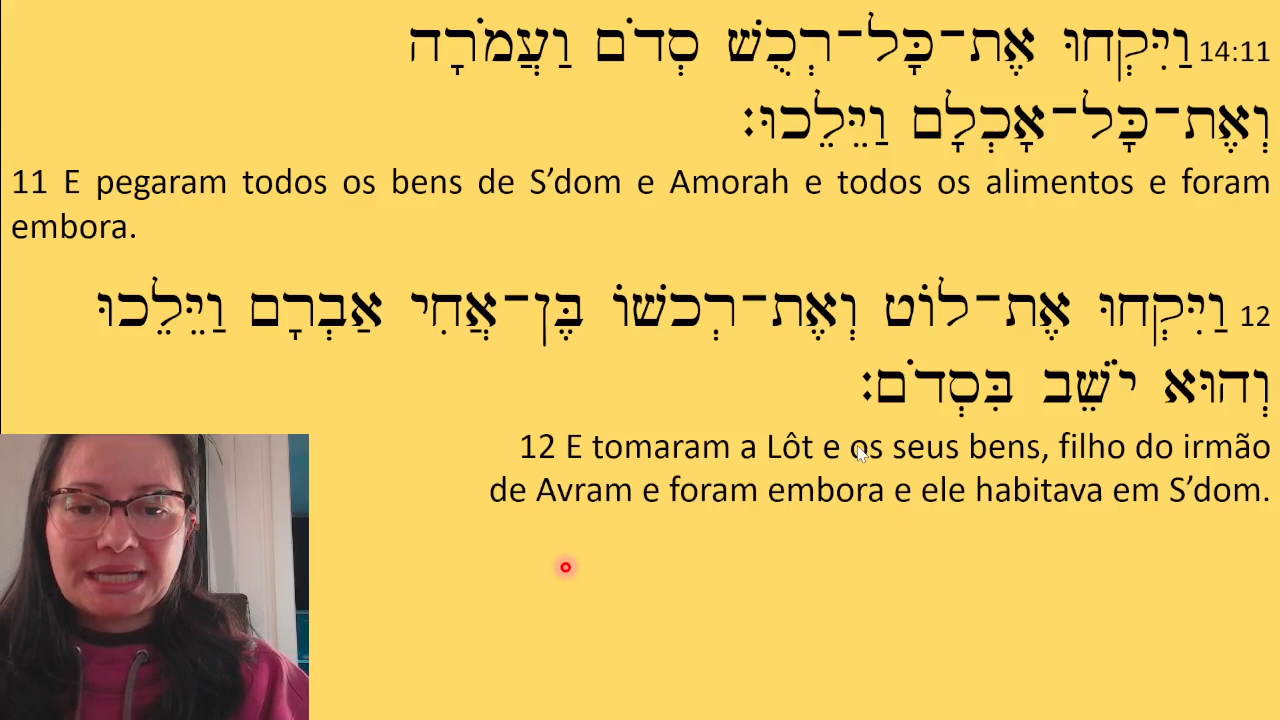 14:11 וַיִּקְחוּ אֶת־כָּל־רְכֻשׁ סְדֹם וַעֲמֹרָה
וְאֶת־כָּל־אָכְלָם וַיֵּלֵכוּ׃
11 E pegaram todos os bens de S’dom e Amorah e todos os alimentos e foram
embora.
12 וַיִּקְחוּ אֶת־לוֹט וְאֶת־רְכֻשׁוֹ בֶּן־אֲחִי אַבְרָם וַיֵּלֵכוּ
וְהוּא יֹשֵׁב בִּסְדֹם׃
12 E tomaram a Lôt e os seus bens, filho do irmão
de Avram e foram embora e ele habitava em S’dom.